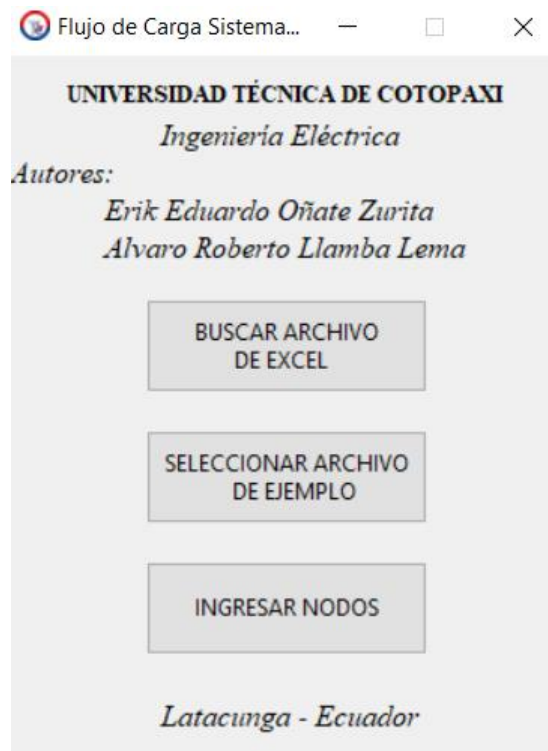 Flujo de Carga Sistema...
UNIVERSIDAD TÉCNICA DE COTOPAXI
Ingeniería Eléctrica
Autores:
Erik Eduardo Oñate Zurita
Alvaro Roberto Llamba Lema
BUSCAR ARCHIVO
DE EXCEL
SELECCIONAR ARCHIVO
DE EJEMPLO
INGRESAR NODOS
Latacunga - Ecuador